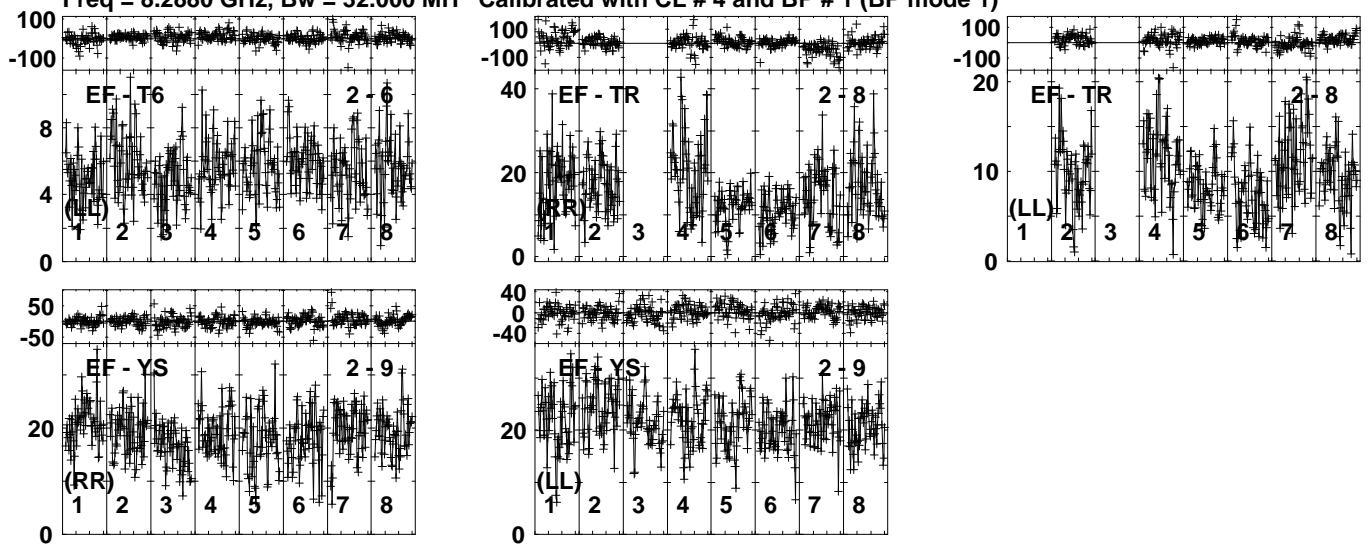 Freq = 8.2880 GHz, Bw = 32.000 MH Calibrated with CL # 4 and BP # 1 (BP mode 1)
100
-100
EF - T6 2 - 6
8
4
0
(LL)
1 2 3 4 5 6 7 8
100
-100
EF - TR 2 - 8
40
20
0
(RR)
1 2 3 4 5 6 7 8
100
-100
EF - TR 2 - 8
20
10
0
(LL)
1 2 3 4 5 6 7 8
50
-50
EF - YS 2 - 9
20
0
(RR)
1 2 3 4 5 6 7 8
40
0
-40
EF - YS 2 - 9
20
0
(LL)
1 2 3 4 5 6 7 8